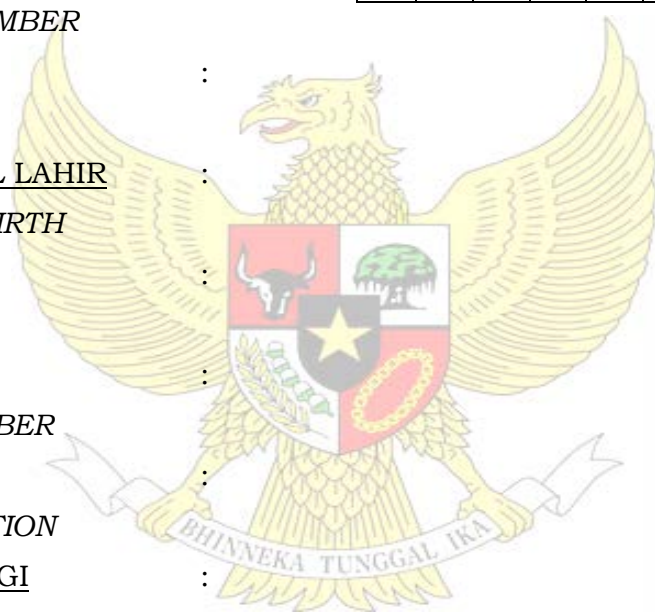 MBER
:
L LAHIR :
IRTH
:
:
BER
:
TION
BHINNEKA TUNGGAL IKA
GI :